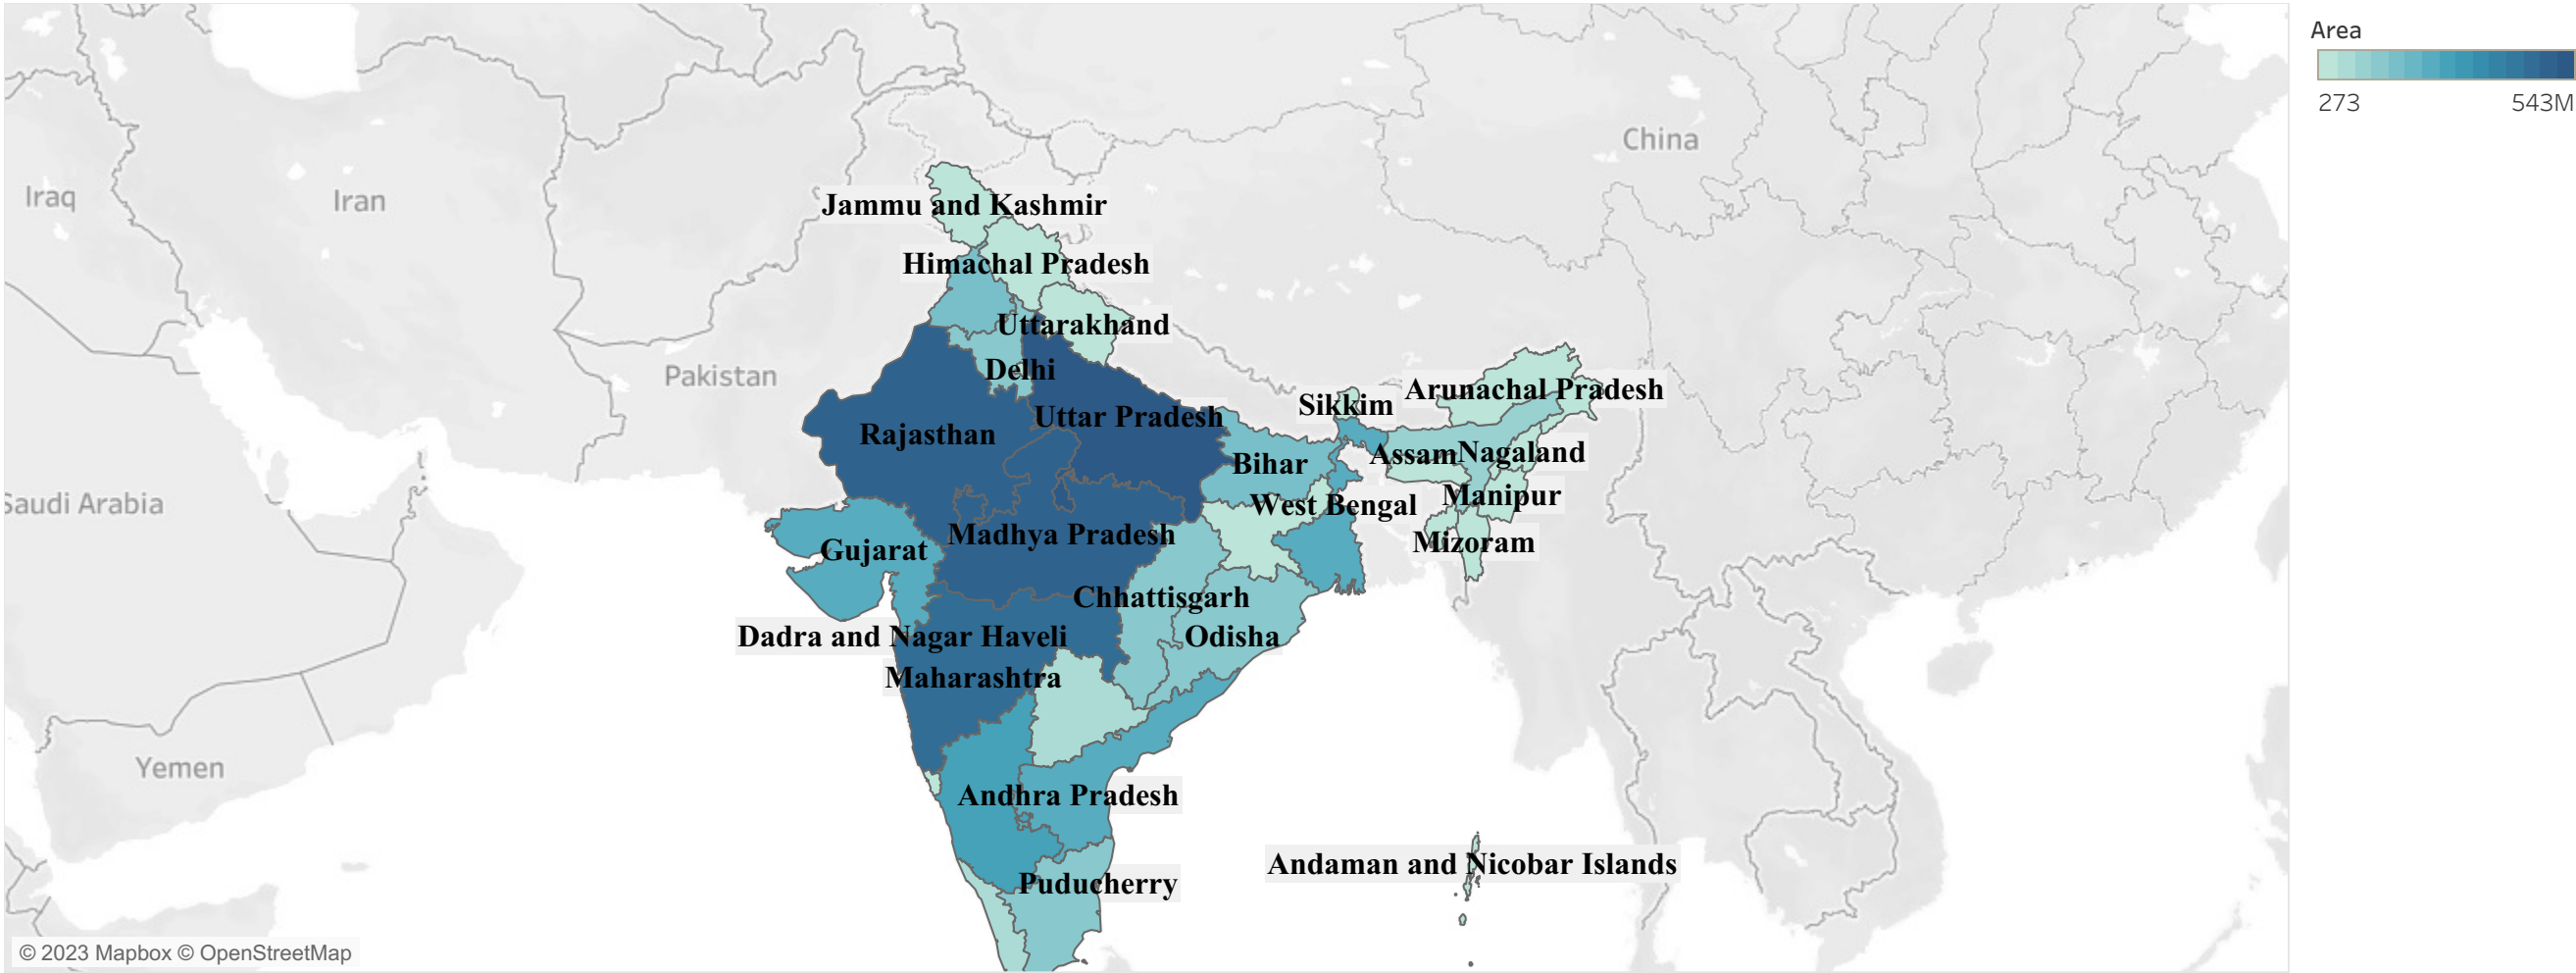 Area
273
543M
China
Iraq
Iran
Jammu and Kashmir
Himachal Pradesh
Uttarakhand
Pakistan
Delhi
Arunachal Pradesh
Sikkim
Uttar Pradesh
Rajasthan
Assam
Nagaland
Bihar
Manipur
Saudi Arabia
West Bengal
Madhya Pradesh
Mizoram
Gujarat
Chhattisgarh
Dadra and Nagar Haveli
Odisha
Maharashtra
Yemen
Andhra Pradesh
Andaman and Nicobar Islands
Puducherry
© 2023 Mapbox © OpenStreetMap